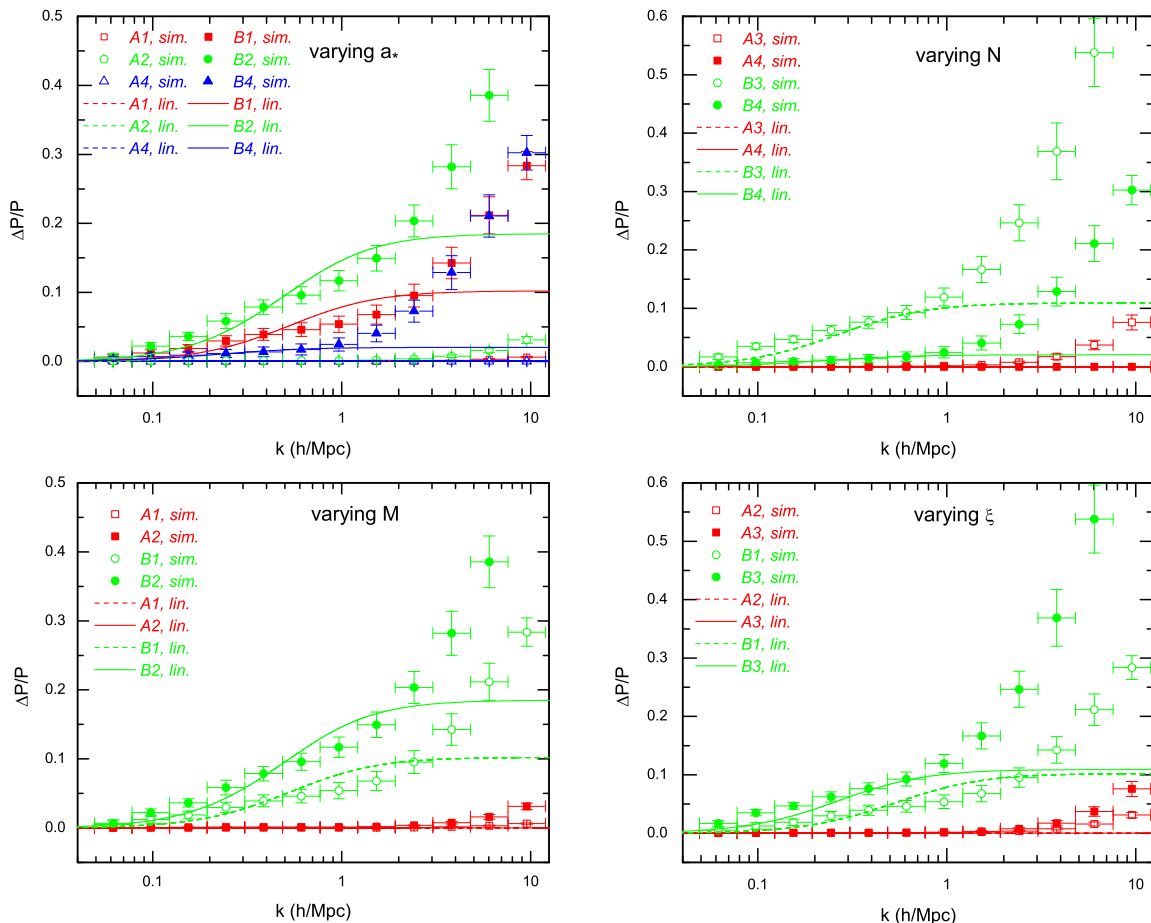 varying a*
A1, sim. B1, sim.
A2, sim. B2, sim.
A4, sim. B4, sim.
A1, lin. B1, lin.
A2, lin. B2, lin.
A4, lin. B4, lin.
0.5
0.4
0.3
0.2
0.1
0.0
ΔP/P
0.1 1 10
k (h/Mpc)
varying N
A3, sim.
A4, sim.
B3, sim.
B4, sim.
A3, lin.
A4, lin.
B3, lin.
B4, lin.
0.6
0.5
0.4
0.3
0.2
0.1
0.0
ΔP/P
0.1 1 10
k (h/Mpc)
varying M
A1, sim.
A2, sim.
B1, sim.
B2, sim.
A1, lin.
A2, lin.
B1, lin.
B2, lin.
0.5
0.4
0.3
0.2
0.1
0.0
ΔP/P
0.1 1 10
k (h/Mpc)
varying ξ
A2, sim.
A3, sim.
B1, sim.
B3, sim.
A2, lin.
A3, lin.
B1, lin.
B3, lin.
0.6
0.5
0.4
0.3
0.2
0.1
0.0
ΔP/P
0.1 1 10
k (h/Mpc)